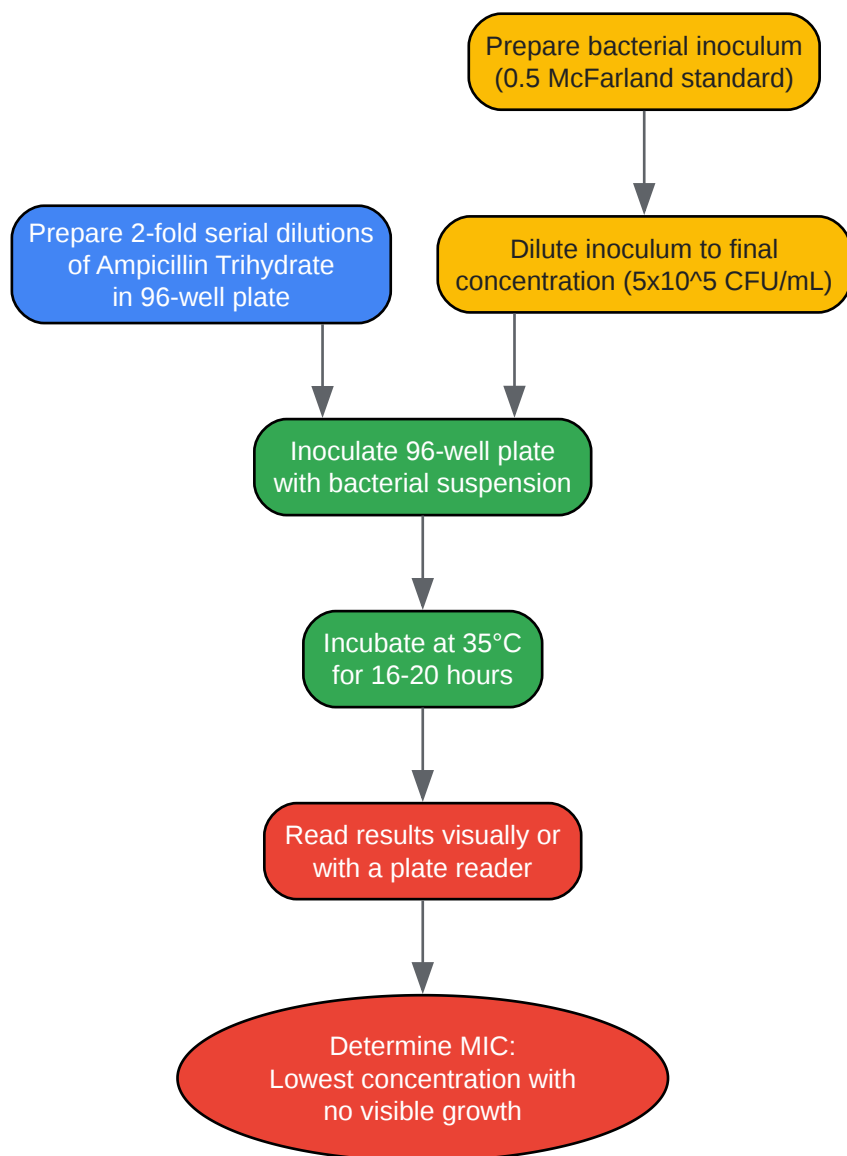 Prepare bacterial inoculum
(0.5 McFarland standard)
Prepare 2-fold serial dilutions
of Ampicillin Trihydrate
in 96-well plate
Dilute inoculum to final
concentration (5x10^5 CFU/mL)
Inoculate 96-well plate
with bacterial suspension
Incubate at 35°C
for 16-20 hours
Read results visually or
with a plate reader
Determine MIC:
Lowest concentration with
no visible growth